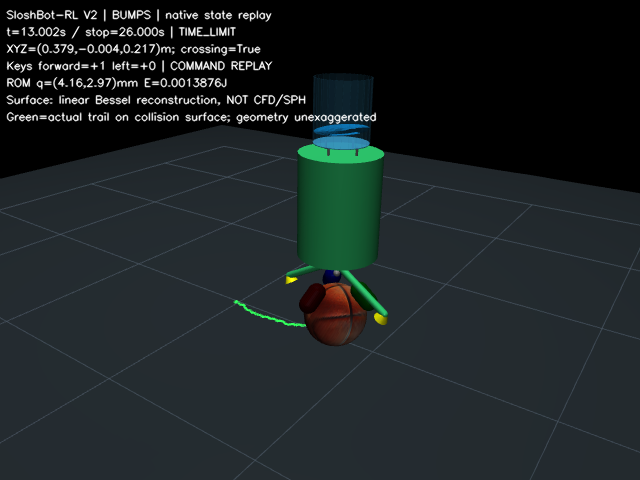 SloshBot-RL V2 | BUMPS | native state replay
t=13.002s / stop=26.000s | TIME_LIMIT
XYZ=(0.379,-0.004,0.217)m; crossing=True
Keys forward=+1 left=+0 | COMMAND REPLAY
ROM q=(4.16,2.97)mm E=0.0013876J
Surface: linear Bessel reconstruction, NOT CFD/SPH
Green=actual trail on collision surface; geometry unexaggerated